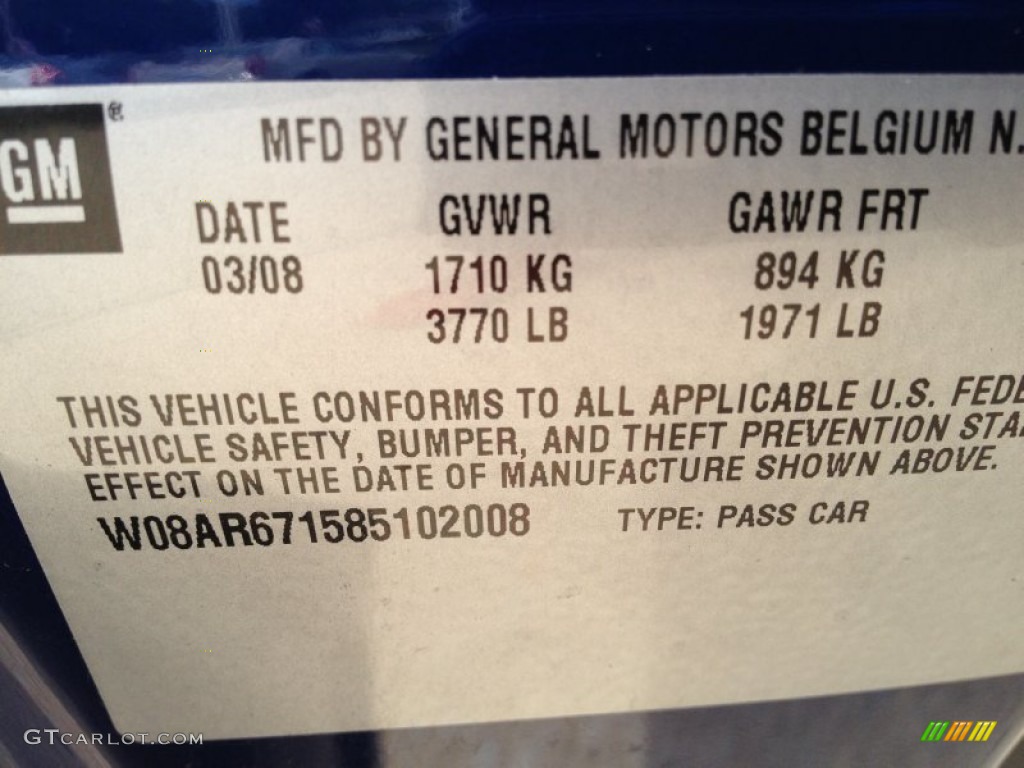 GM ®
MFD BY GENERAL MOTORS BELGIUM N.
DATE GVWR GAWR FRT
03/08 1710 KG 894 KG
3770 LB 1971 LB
THIS VEHICLE CONFORMS TO ALL APPLICABLE U.S. FEDE
VEHICLE SAFETY, BUMPER, AND THEFT PREVENTION STA
EFFECT ON THE DATE OF MANUFACTURE SHOWN ABOVE.
W08AR671585102008 TYPE: PASS CAR
GTcarlot.com